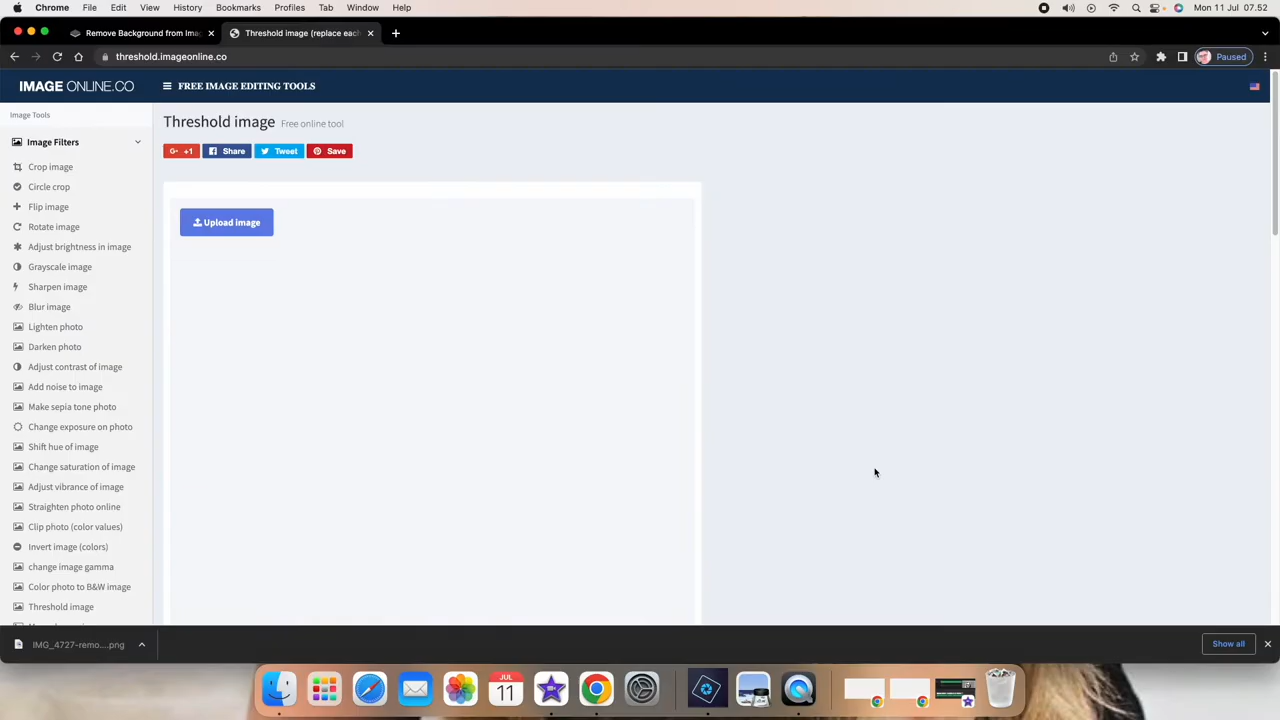 Chrome File Edit View History Bookmarks Profiles Tab Window Help Mon 11 Jul 07.52
Remove Background from Ima Threshold image (replace each
threshold.imageonline.co Paused
IMAGE ONLINE.CO FREE IMAGE EDITING TOOLS
Image Tools
Threshold image Free online tool
Image Filters
+1 Share Tweet Save
Crop image
Circle crop
Flip image
Upload image
Rotate image
Adjust brightness in image
Grayscale image
Sharpen image
Blur image
Lighten photo
Darken photo
Adjust contrast of image
Add noise to image
Make sepia tone photo
Change exposure on photo
Shift hue of image
Change saturation of image
Adjust vibrance of image
Straighten photo online
Clip photo (color values)
Invert image (colors)
change image gamma
Color photo to B&W image
Threshold image
IMG_4727-remo....png Show all
JUL
11